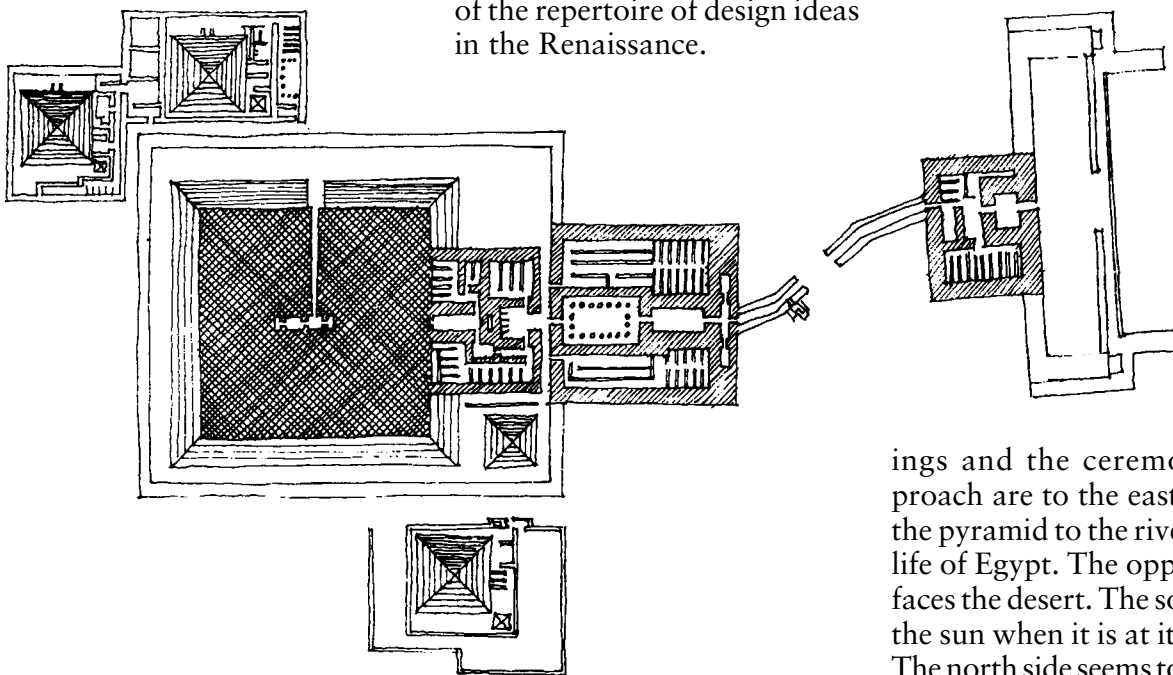 of the repertoire of design ideas
in the Renaissance.
ings and the ceremo
proach are to the east
the pyramid to the rive
life of Egypt. The opp
faces the desert. The so
the sun when it is at it
The north side seems to